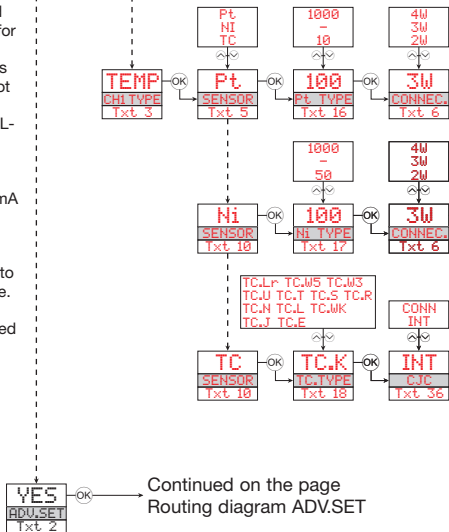 for
s
ot
L-
mA
to
e.
ed
Pt
NI
TC
1000
-
10
4W
3W
2W
TEMP
CH1 TYPE
Txt 3
OK
Pt
SENSOR
Txt 5
OK
100
Pt TYPE
Txt 16
OK
3W
CONNEC.
Txt 6
1000
-
50
4W
3W
2W
Ni
SENSOR
Txt 10
OK
100
Ni TYPE
Txt 17
OK
3W
CONNEC.
Txt 6
TC.Lr TC.W5 TC.W3
TC.U TC.T TC.S TC.R
TC.N TC.L TC.WK
TC.J TC.E
CONN
INT
TC
SENSOR
Txt 10
OK
TC.K
TC.TYPE
Txt 18
OK
INT
CJC
Txt 36
YES
ADV.SET
Txt 2
OK
Continued on the page
Routing diagram ADV.SET